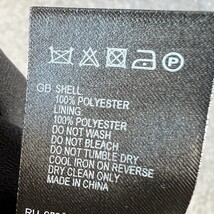 GB SHELL
100% POLYESTER
LINING
100% POLYESTER
DO NOT WASH
DO NOT BLEACH
DO NOT TUMBLE DRY
COOL IRON ON REVERSE
DRY CLEAN ONLY
MADE IN CHINA